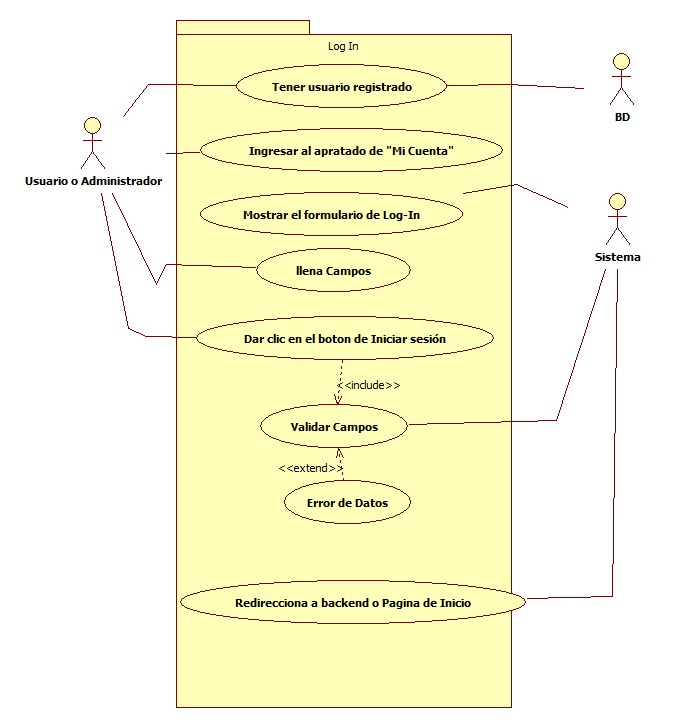 Log In
Tener usuario registrado
BD
Usuario o Administrador
Ingresar al apratado de "Mi Cuenta"
Mostrar el formulario de Log-In
Sistema
llena Campos
Dar clic en el boton de Iniciar sesión
<<include>>
Validar Campos
<<extend>>
Error de Datos
Redirecciona a backend o Pagina de Inicio